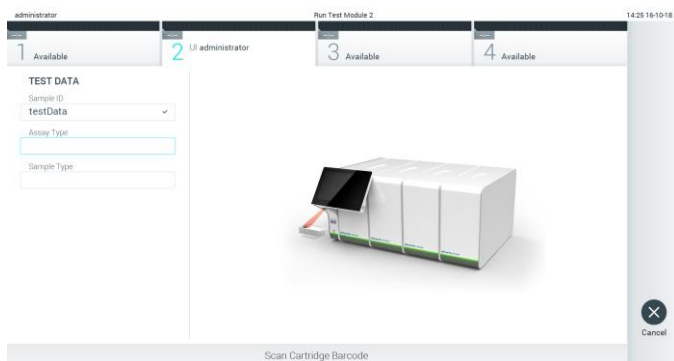 administrator
Run Test Module 2
14:25 16-10-18
1 Available
2 UI administrator
3 Available
4 Available
TEST DATA
Sample ID
testData
Assay Type
Sample Type
Cancel
Scan Cartridge Barcode